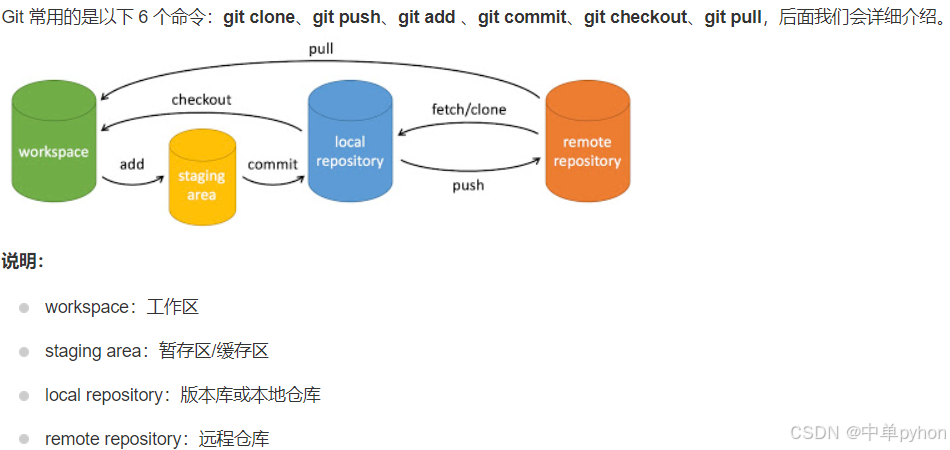 Git 常用的是以下 6 个命令：git clone、git push、git add 、git commit、git checkout、git pull，后面我们会详细介绍。
pull
checkout
fetch/clone
workspace
local
repository
remote
repository
add
commit
staging
area
push
说明：
workspace：工作区
staging area：暂存区/缓存区
local repository：版本库或本地仓库
remote repository：远程仓库
CSDN @中单pyhon